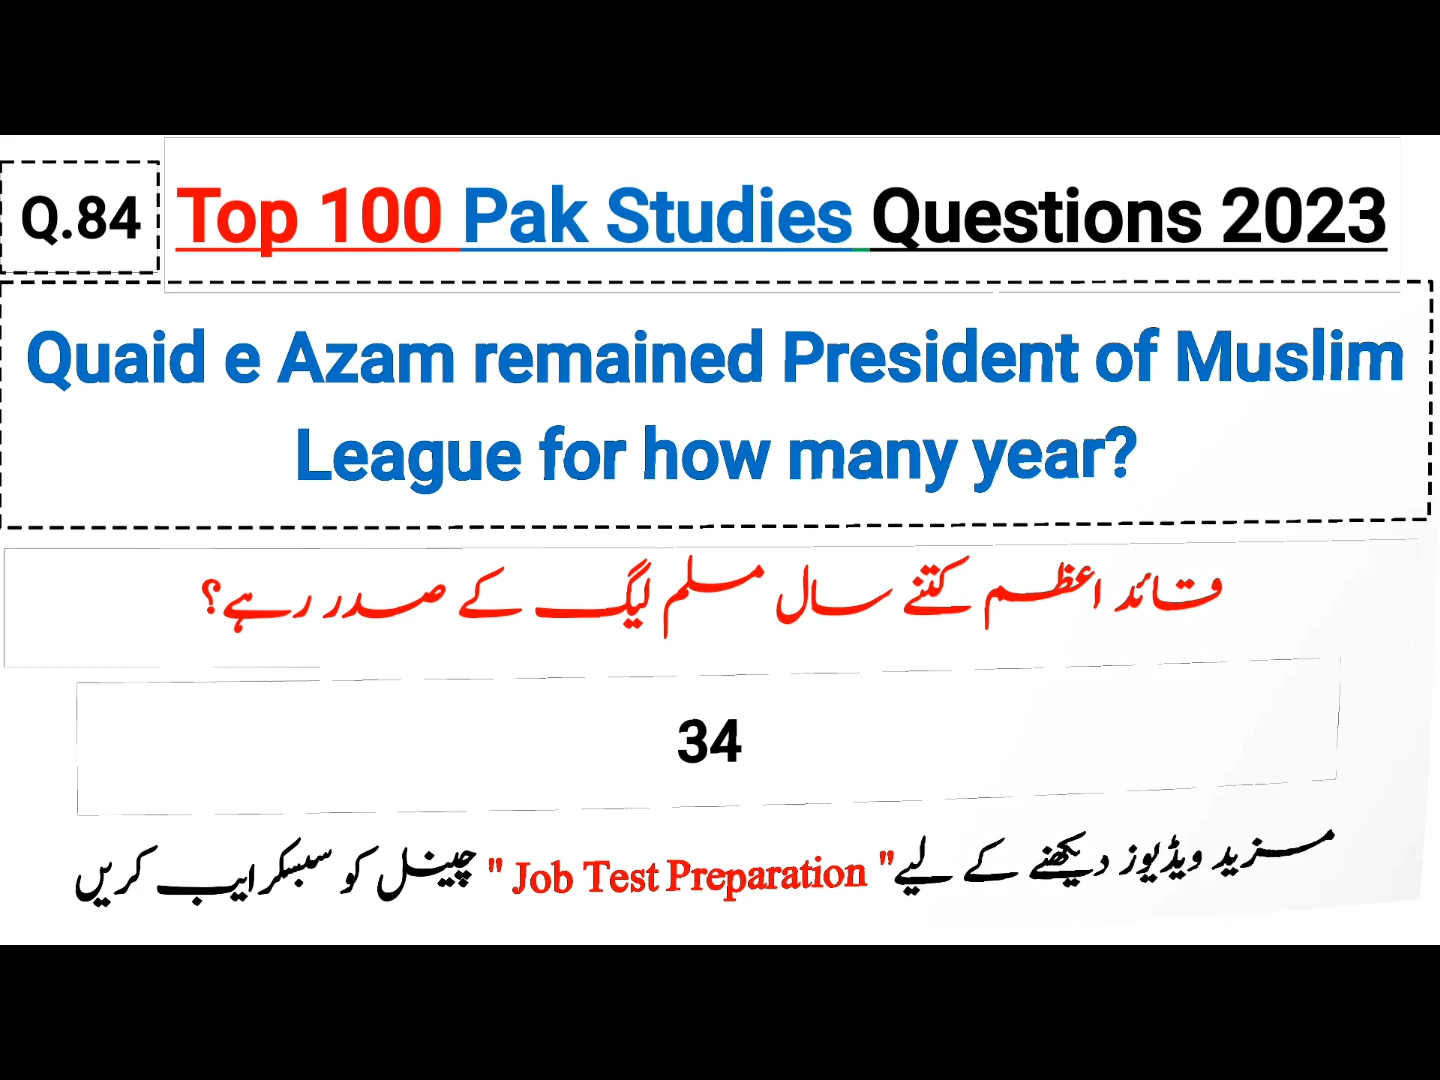 Q.84
Top 100 Pak Studies Questions 2023
Quaid e Azam remained President of Muslim
League for how many year?
قائد اعظم کتنے سال مسلم لیگ کے صدر رہے؟
34
مزید ویڈیوز دیکھنے کے لیے " Job Test Preparation " چینل کو سبسکرایب کریں